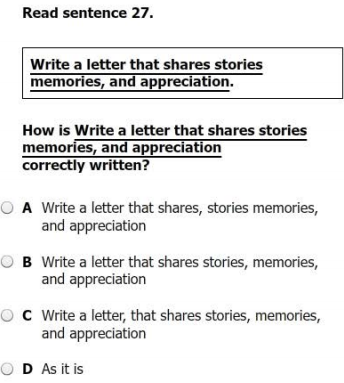 Read sentence 27.
Write a letter that shares stories
memories, and appreciation.
How is Write a letter that shares stories
memories, and appreciation
correctly written?
A Write a letter that shares, stories memories,
and appreciation
B Write a letter that shares stories, memories,
and appreciation
C Write a letter, that shares stories, memories,
and appreciation
D As it is